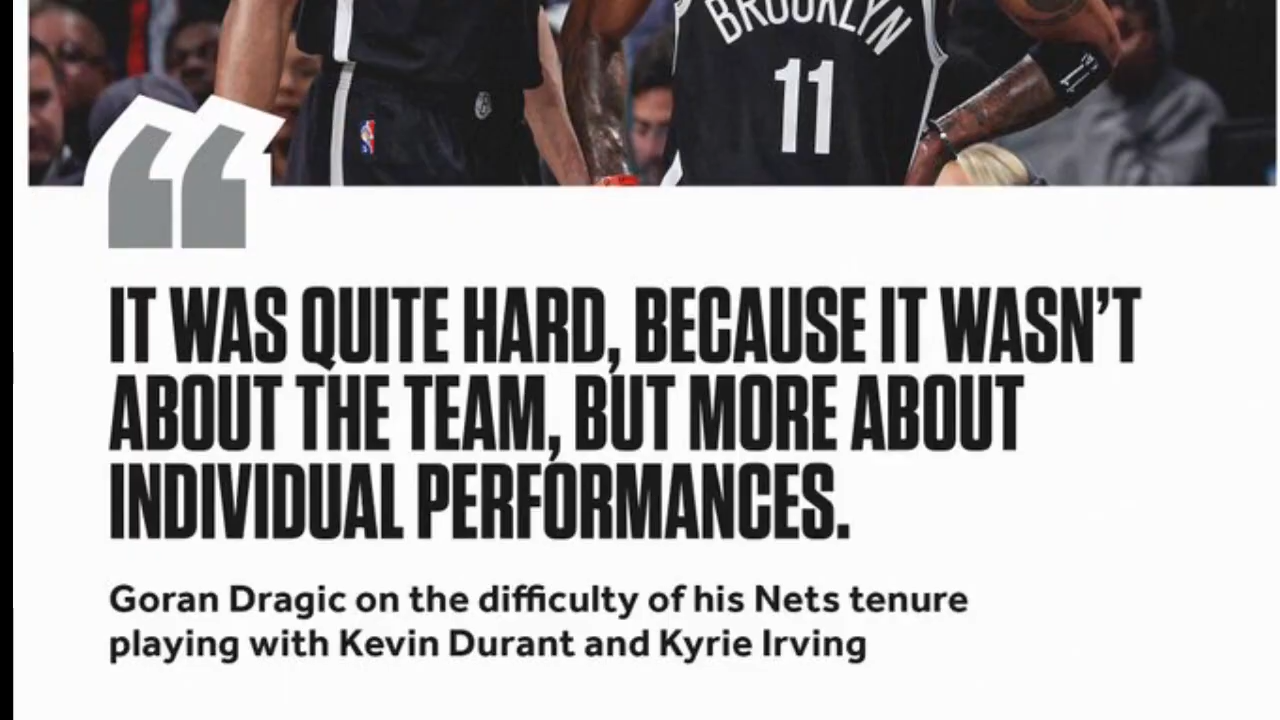 BROOKLYN
11
“
IT WAS QUITE HARD, BECAUSE IT WASN’T
ABOUT THE TEAM, BUT MORE ABOUT
INDIVIDUAL PERFORMANCES.
Goran Dragic on the difficulty of his Nets tenure
playing with Kevin Durant and Kyrie Irving